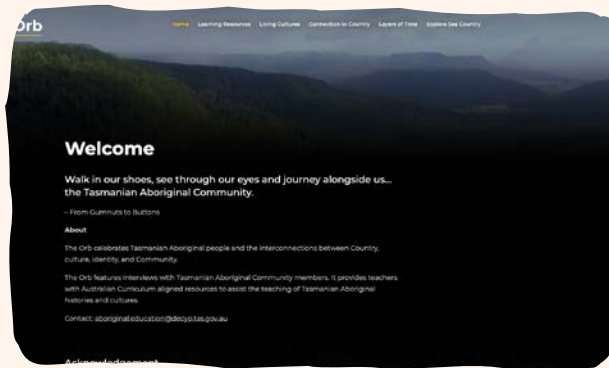 Orb
Home Learning Resources Living Cultures Connection to Country Layers of Time Explore Sea Country
Welcome
Walk in our shoes, see through our eyes and journey alongside us...
the Tasmanian Aboriginal Community.
– From Gumnuts to Buttons
About
The Orb celebrates Tasmanian Aboriginal people and the interconnections between Country,
culture, identity, and Community.
The Orb features interviews with Tasmanian Aboriginal Community members. It provides teachers
with Australian Curriculum aligned resources to assist the teaching of Tasmanian Aboriginal
histories and cultures.
Contact: aboriginal.education@decyp.tas.gov.au
Acknowledgement